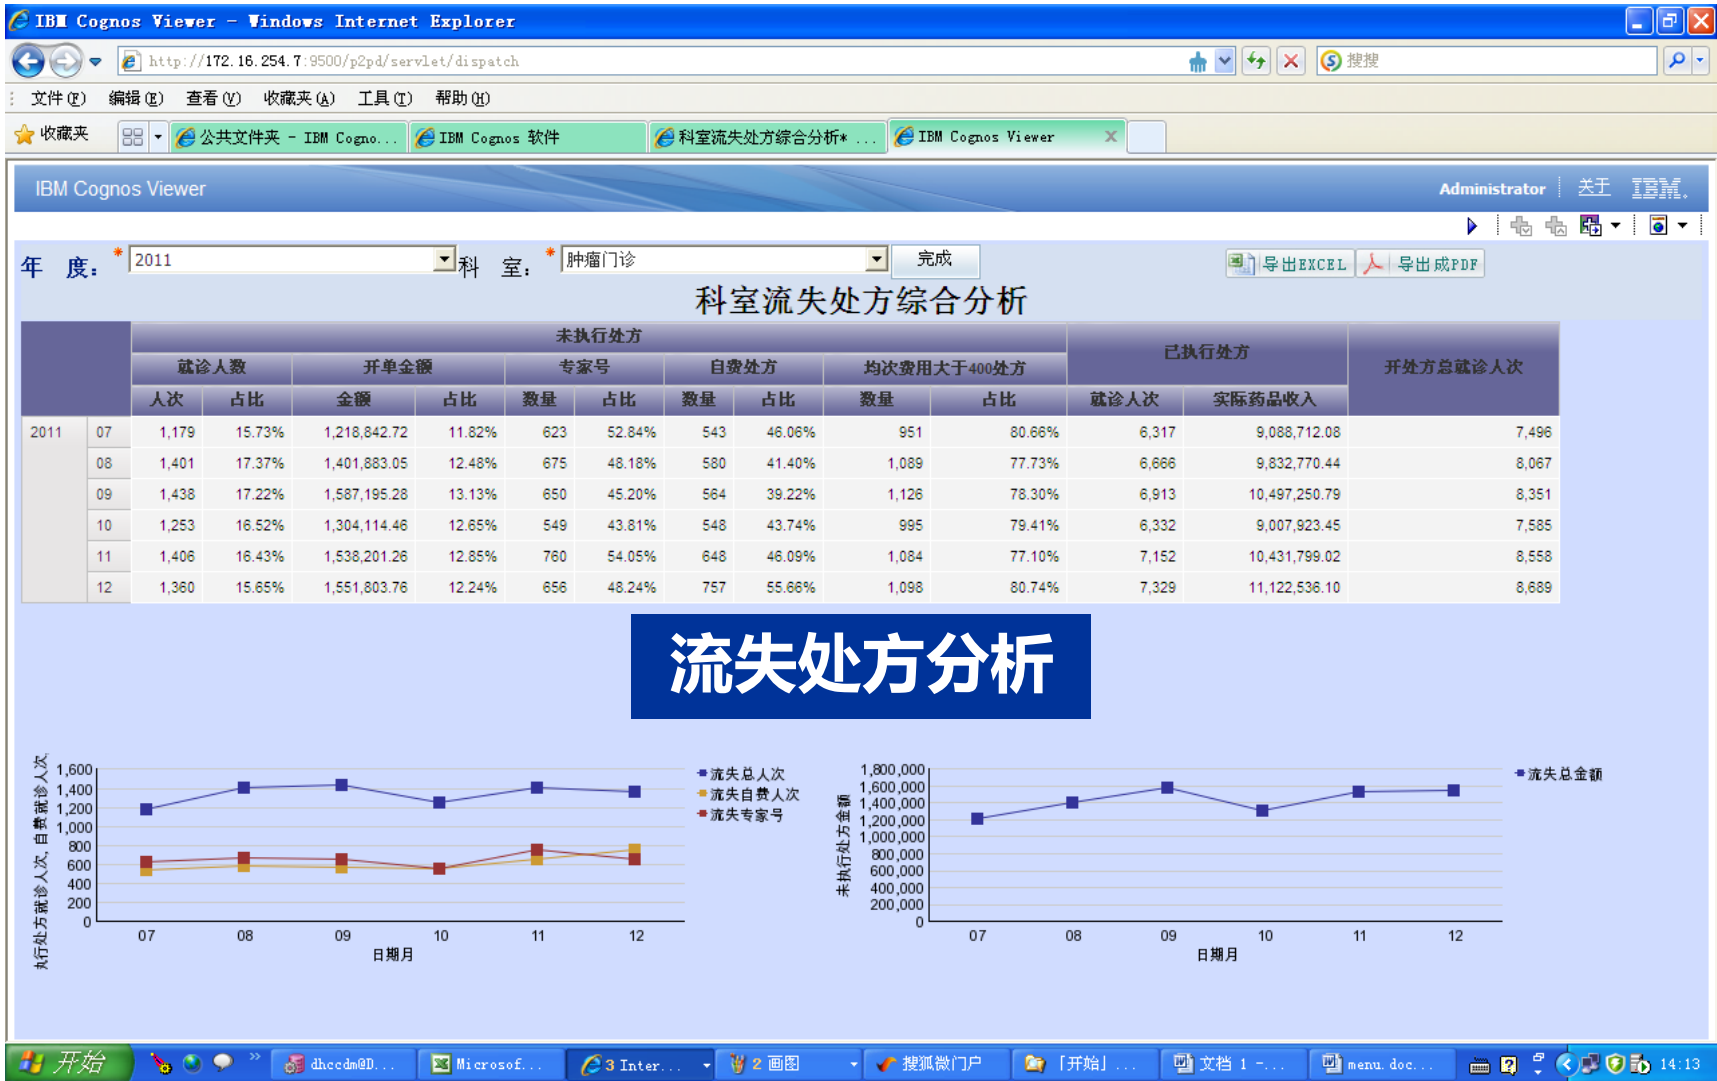 IBM Cognos Viewer - Windows Internet Explorer
http://172.16.254.7:9500/p2pd/servlet/dispatch
搜搜
文件(F) 编辑(E) 查看(V) 收藏夹(A) 工具(T) 帮助(H)
收藏夹 公共文件夹 - IBM Cogno... IBM Cognos 软件 科室流失处方综合分析* ... IBM Cognos Viewer X
IBM Cognos Viewer Administrator 关于 IBM.
年 度: * 2011 科 室: * 肿瘤门诊 完成 导出EXCEL 导出成PDF
科室流失处方综合分析
未执行处方 已执行处方 开处方总就诊人次
就诊人数 开单金额 专家号 自费处方 均次费用大于400处方
人次 占比 金额 占比 数量 占比 数量 占比 数量 占比 就诊人次 实际药品收入
2011 07 1,179 15.73% 1,218,842.72 11.82% 623 52.84% 543 46.06% 951 80.66% 6,317 9,088,712.08 7,496
08 1,401 17.37% 1,401,883.05 12.48% 675 48.18% 580 41.40% 1,089 77.73% 6,666 9,832,770.44 8,067
09 1,438 17.22% 1,587,195.28 13.13% 650 45.20% 564 39.22% 1,126 78.30% 6,913 10,497,250.79 8,351
10 1,253 16.52% 1,304,114.46 12.65% 549 43.81% 548 43.74% 995 79.41% 6,332 9,007,923.45 7,585
11 1,406 16.43% 1,538,201.26 12.85% 760 54.05% 648 46.09% 1,084 77.10% 7,152 10,431,799.02 8,558
12 1,360 15.65% 1,551,803.76 12.24% 656 48.24% 757 55.66% 1,098 80.74% 7,329 11,122,536.10 8,689
流失处方分析
行处方就诊人次, 自费就诊人次,
1,600
1,400
1,200
1,000
800
600
400
200
0
07 08 09 10 11 12
日期月
流失总人次
流失自费人次
流失专家号
未执行处方金额
1,800,000
1,600,000
1,400,000
1,200,000
1,000,000
800,000
600,000
400,000
200,000
0
07 08 09 10 11 12
日期月
流失总金额
开始 dhccdm@D... Microsof... 3 Inter... 2 画图 搜狐微门户 「开始」... 文档 1 -... menu.doc... 14:13